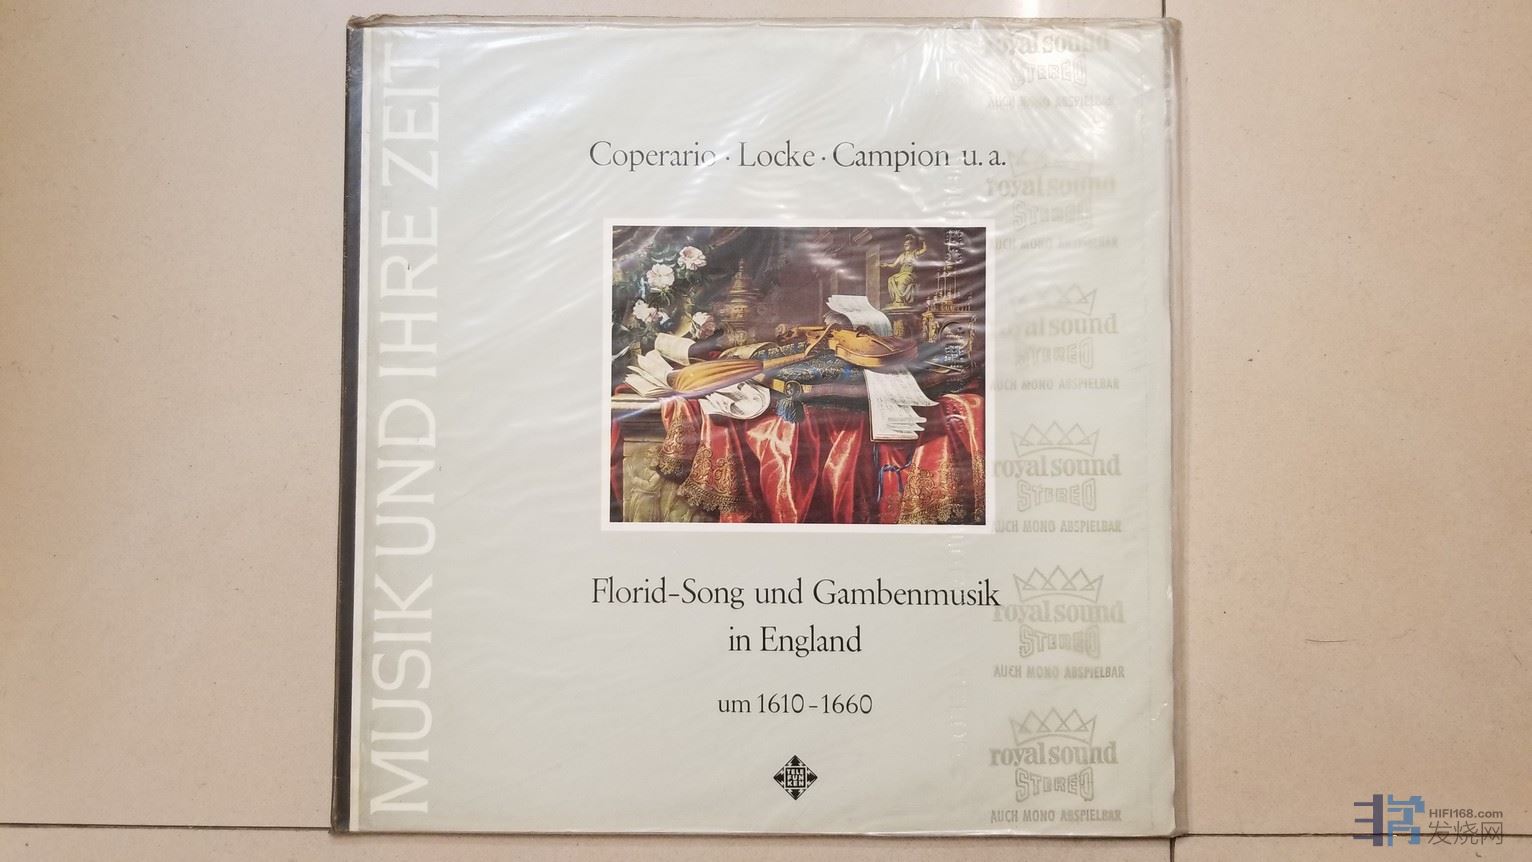 MUSIK UND IHRE ZEIT
Coperario · Locke · Campion u. a.
Florid-Song und Gambenmusik
in England
um 1610-1660
TELE
FUN
KEN
royal sound
STEREO
AUCH MONO ABSPIELBAR
royal sound
STEREO
AUCH MONO ABSPIELBAR
royal sound
STEREO
AUCH MONO ABSPIELBAR
royal sound
STEREO
AUCH MONO ABSPIELBAR
royal sound
STEREO
AUCH MONO ABSPIELBAR
royal sound
STEREO
AUCH MONO ABSPIELBAR
HIFI168.com
发烧网